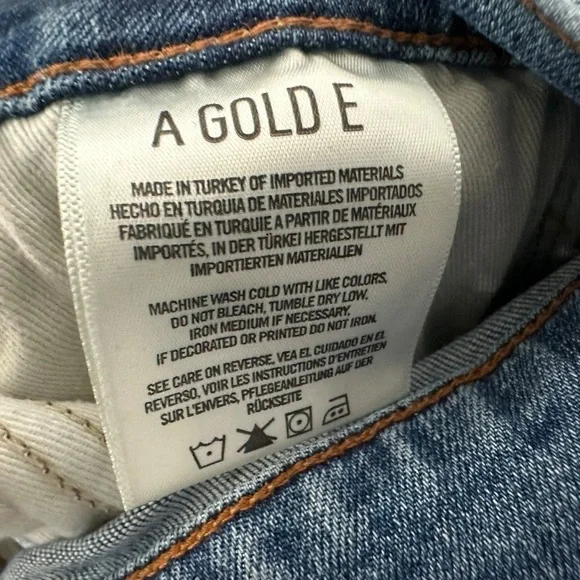 A GOLD E
MADE IN TURKEY OF IMPORTED MATERIALS
HECHO EN TURQUIA DE MATERIALES IMPORTADOS
FABRIQUÉ EN TURQUIE A PARTIR DE MATÉRIAUX
IMPORTÉS, IN DER TÜRKEI HERGESTELLT MIT
IMPORTIERTEN MATERIALIEN
MACHINE WASH COLD WITH LIKE COLORS,
DO NOT BLEACH, TUMBLE DRY LOW,
IRON MEDIUM IF NECESSARY.
IF DECORATED OR PRINTED DO NOT IRON.
SEE CARE ON REVERSE, VEA EL CUIDADO EN EL
REVERSO, VOIR LES INSTRUCTIONS D'ENTRETIEN
SUR L'ENVERS, PFLEGEANLEITUNG AUF DER
RÜCKSEITE